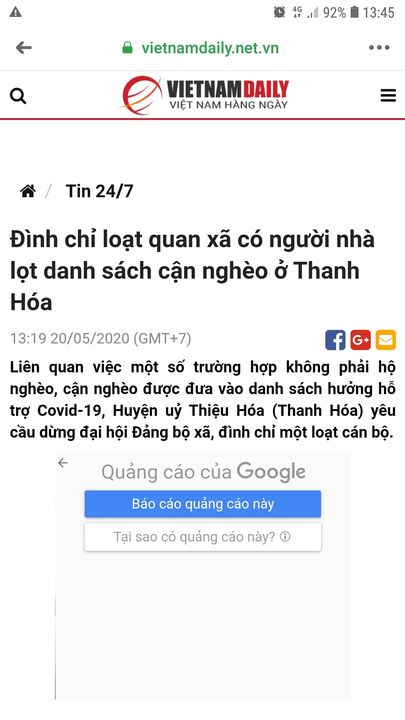 4G 92% 13:45
vietnamdaily.net.vn
VIETNAMDAILY
VIỆT NAM HÀNG NGÀY
/ Tin 24/7
Đình chỉ loạt quan xã có người nhà
lọt danh sách cận nghèo ở Thanh
Hóa
13:19 20/05/2020 (GMT+7)
Liên quan việc một số trường hợp không phải hộ
nghèo, cận nghèo được đưa vào danh sách hưởng hỗ
trợ Covid-19, Huyện uỷ Thiệu Hóa (Thanh Hóa) yêu
cầu dừng đại hội Đảng bộ xã, đình chỉ một loạt cán bộ.
Quảng cáo của Google
Báo cáo quảng cáo này
Tại sao có quảng cáo này?